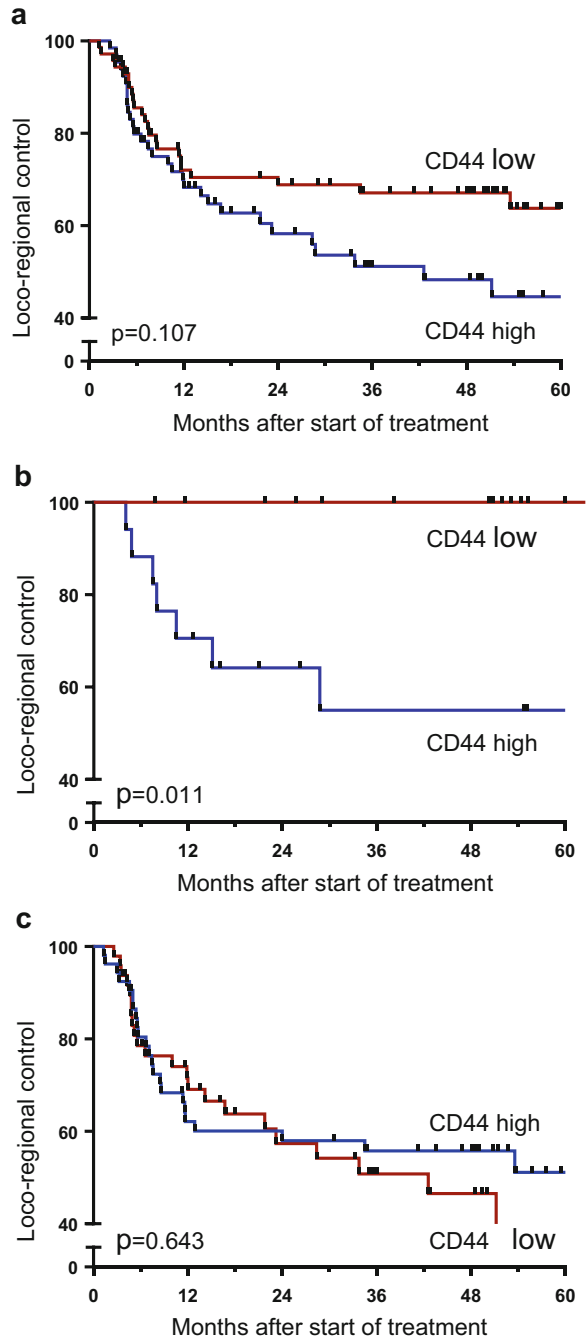 a
100
80
60
40
0
Loco-regional control
CD44 low
CD44 high
p=0.107
0 12 24 36 48 60
Months after start of treatment
b
100
80
60
40
0
Loco-regional control
CD44 low
CD44 high
p=0.011
0 12 24 36 48 60
Months after start of treatment
c
100
80
60
40
0
Loco-regional control
CD44 high
CD44 low
p=0.643
0 12 24 36 48 60
Months after start of treatment